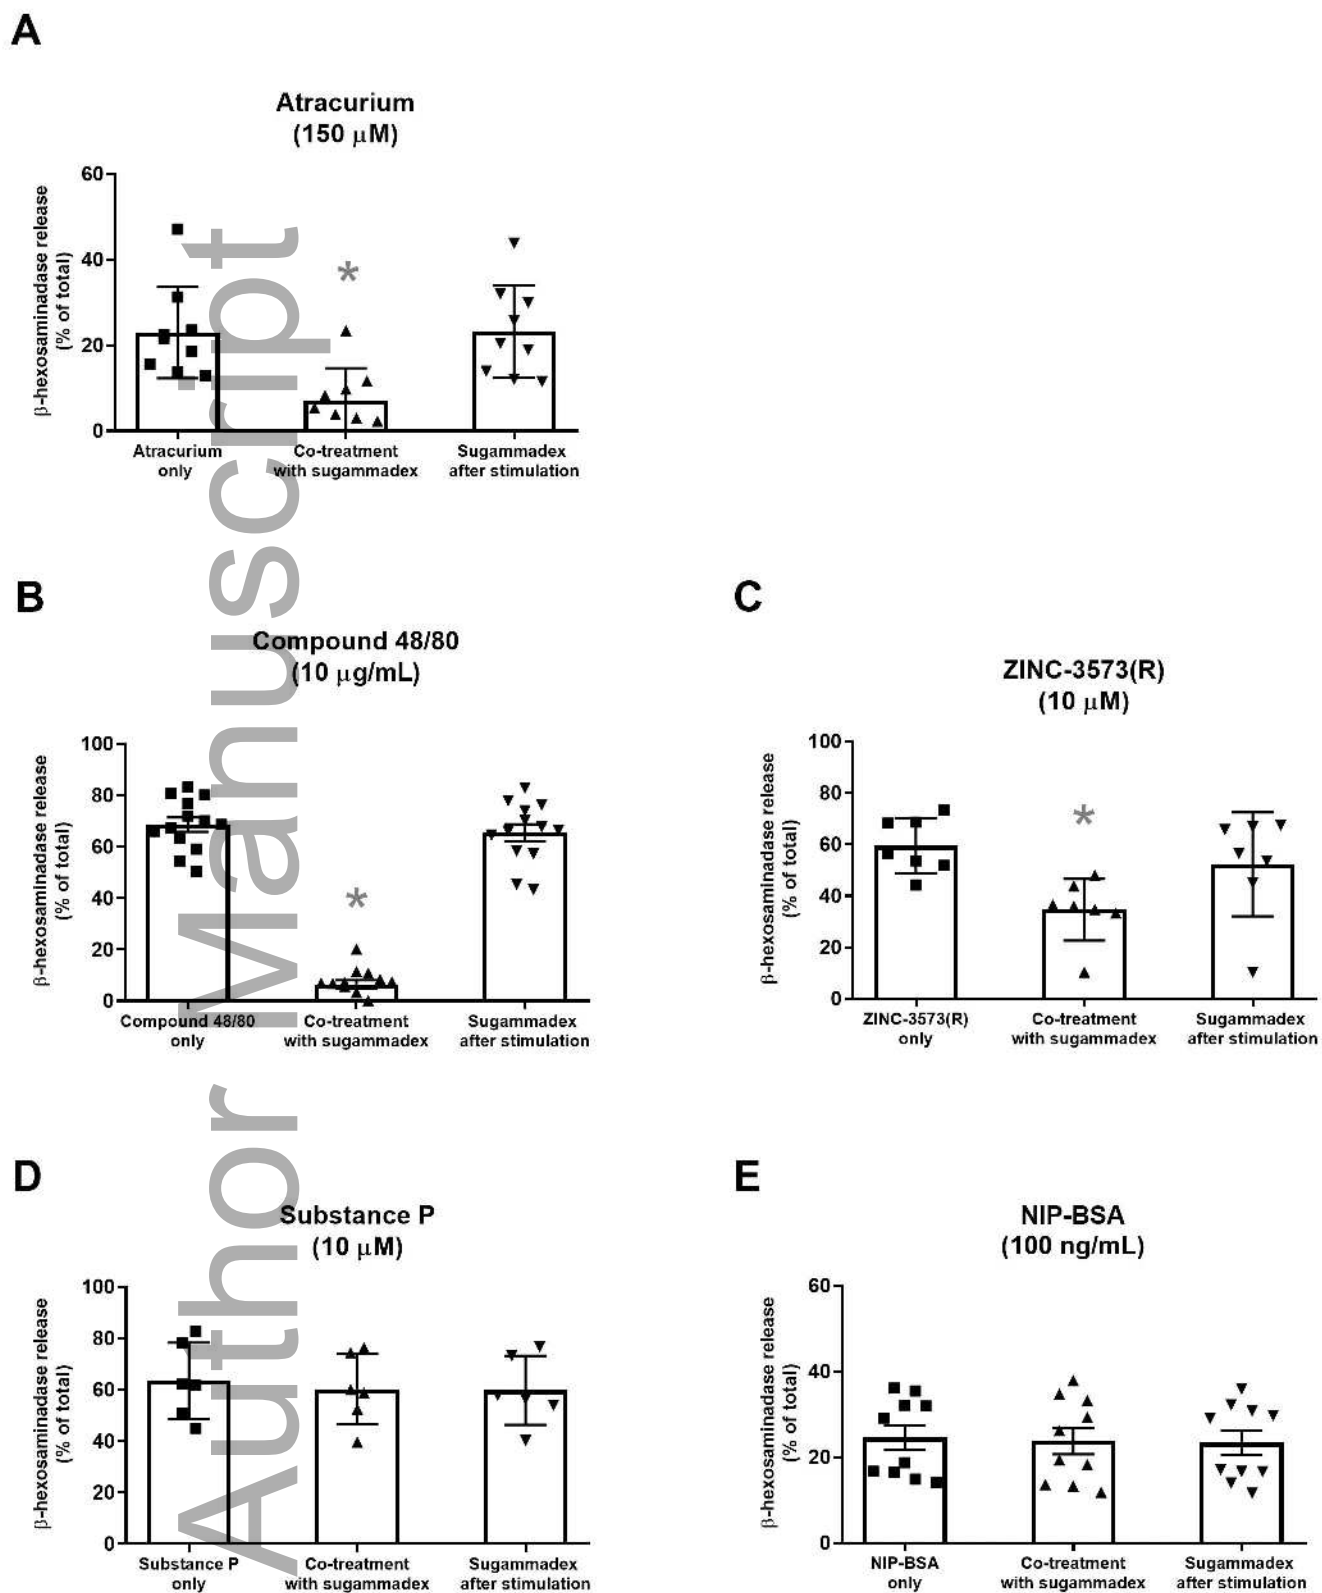 A
Atracurium
(150 µM)
β-hexosaminadase release
(% of total)
60
40
20
0
*
Atracurium
only
Co-treatment
with sugammadex
Sugammadex
after stimulation
B
Compound 48/80
(10 µg/mL)
β-hexosaminadase release
(% of total)
100
80
60
40
20
0
*
Compound 48/80
only
Co-treatment
with sugammadex
Sugammadex
after stimulation
C
ZINC-3573(R)
(10 µM)
β-hexosaminadase release
(% of total)
100
80
60
40
20
0
*
ZINC-3573(R)
only
Co-treatment
with sugammadex
Sugammadex
after stimulation
D
Substance P
(10 µM)
β-hexosaminadase release
(% of total)
100
80
60
40
20
0
Substance P
only
Co-treatment
with sugammadex
Sugammadex
after stimulation
E
NIP-BSA
(100 ng/mL)
β-hexosaminadase release
(% of total)
60
40
20
0
NIP-BSA
only
Co-treatment
with sugammadex
Sugammadex
after stimulation
Author Manuscript